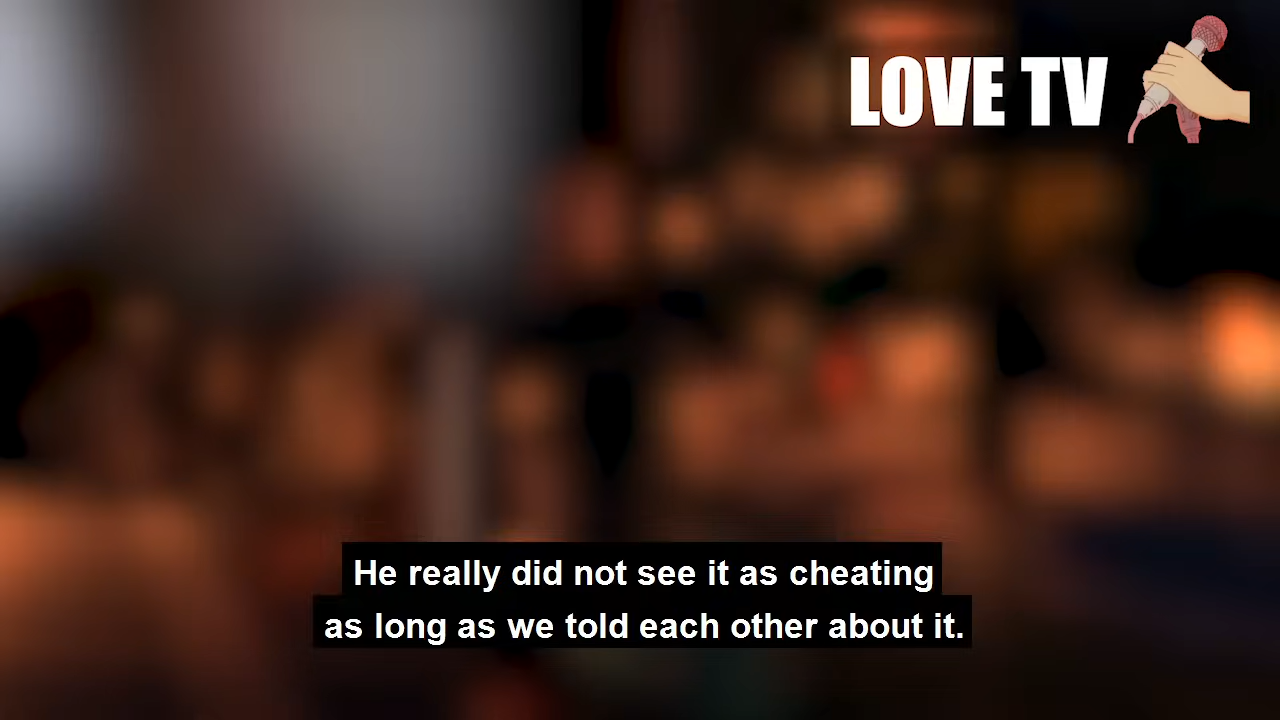 LOVE TV
He really did not see it as cheating
as long as we told each other about it.